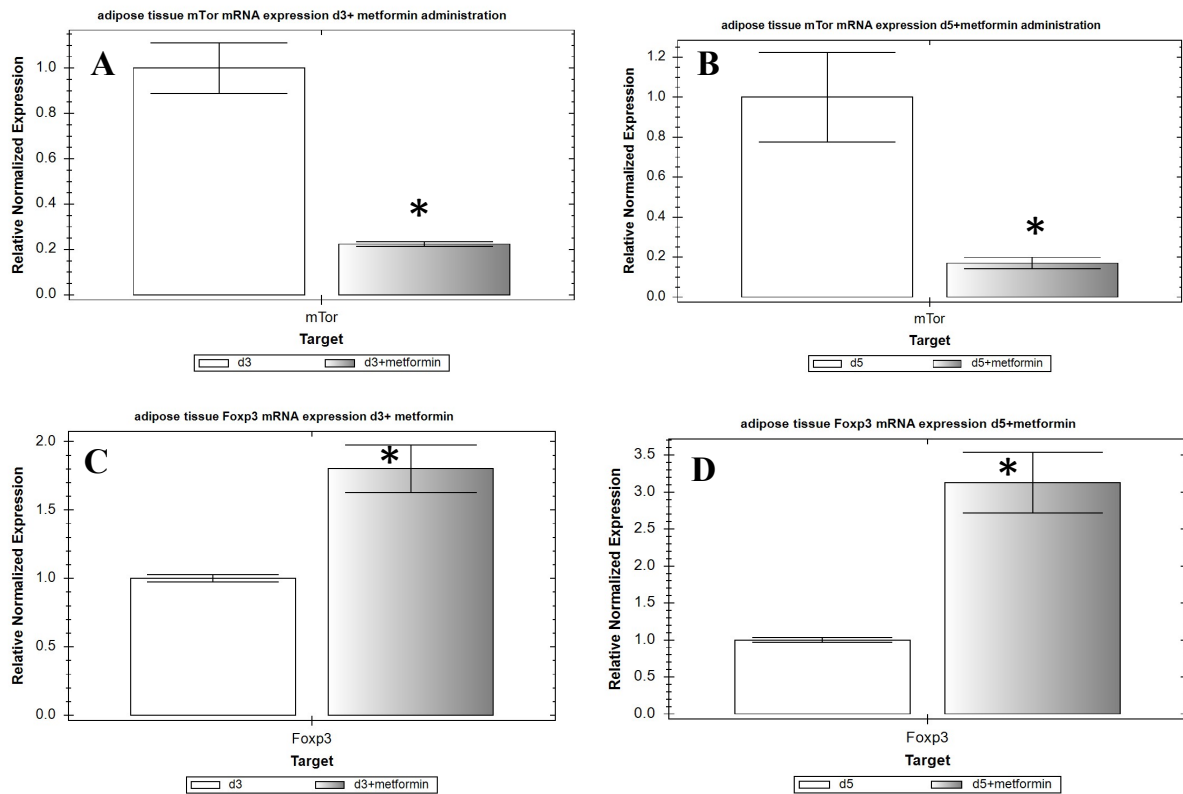 adipose tissue mTor mRNA expression d3+ metformin administration
A
Relative Normalized Expression
1.0
0.8
0.6
0.4
0.2
0.0
*
mTor
Target
d3 d3+metformin
adipose tissue mTor mRNA expression d5+metformin administration
B
Relative Normalized Expression
1.2
1.0
0.8
0.6
0.4
0.2
0.0
*
mTor
Target
d5 d5+metformin
adipose tissue Foxp3 mRNA expression d3+ metformin
C
Relative Normalized Expression
2.0
1.5
1.0
0.5
0.0
*
Foxp3
Target
d3 d3+metformin
adipose tissue Foxp3 mRNA expression d5+metformin
D
Relative Normalized Expression
3.5
3.0
2.5
2.0
1.5
1.0
0.5
0.0
*
Foxp3
Target
d5 d5+metformin